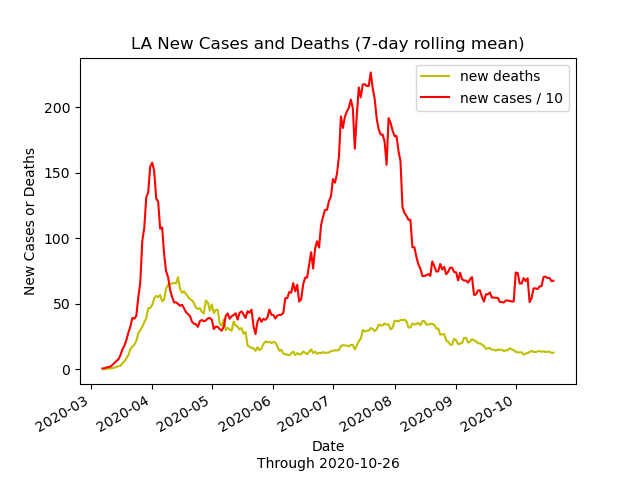 LA New Cases and Deaths (7-day rolling mean)
new deaths
new cases / 10
New Cases or Deaths
200
150
100
50
0
2020-03
2020-04
2020-05
2020-06
2020-07
2020-08
2020-09
2020-10
Date
Through 2020-10-26